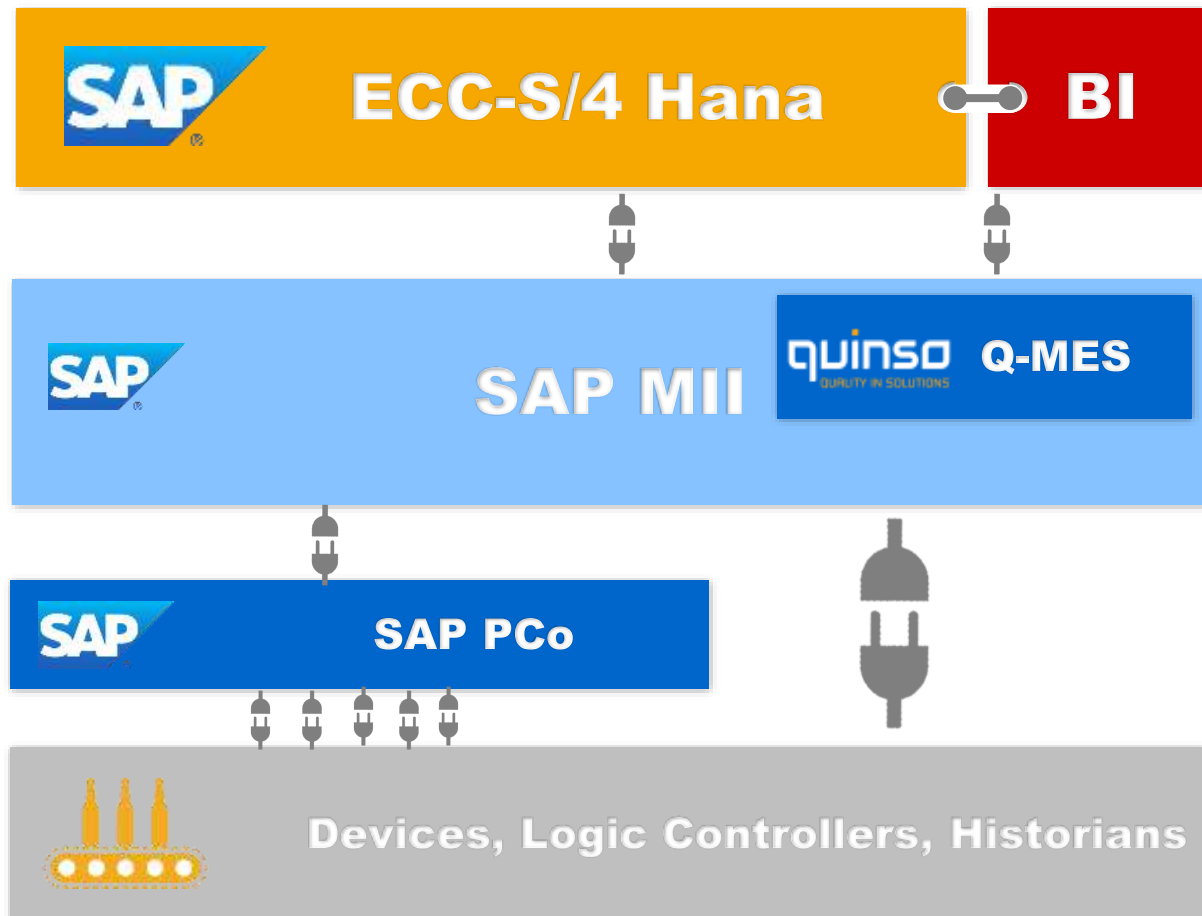 SAP ®
ECC-S/4 Hana
BI
SAP ®
SAP MII
quinso
QUALITY IN SOLUTIONS
Q-MES
SAP
SAP PCo
Devices, Logic Controllers, Historians